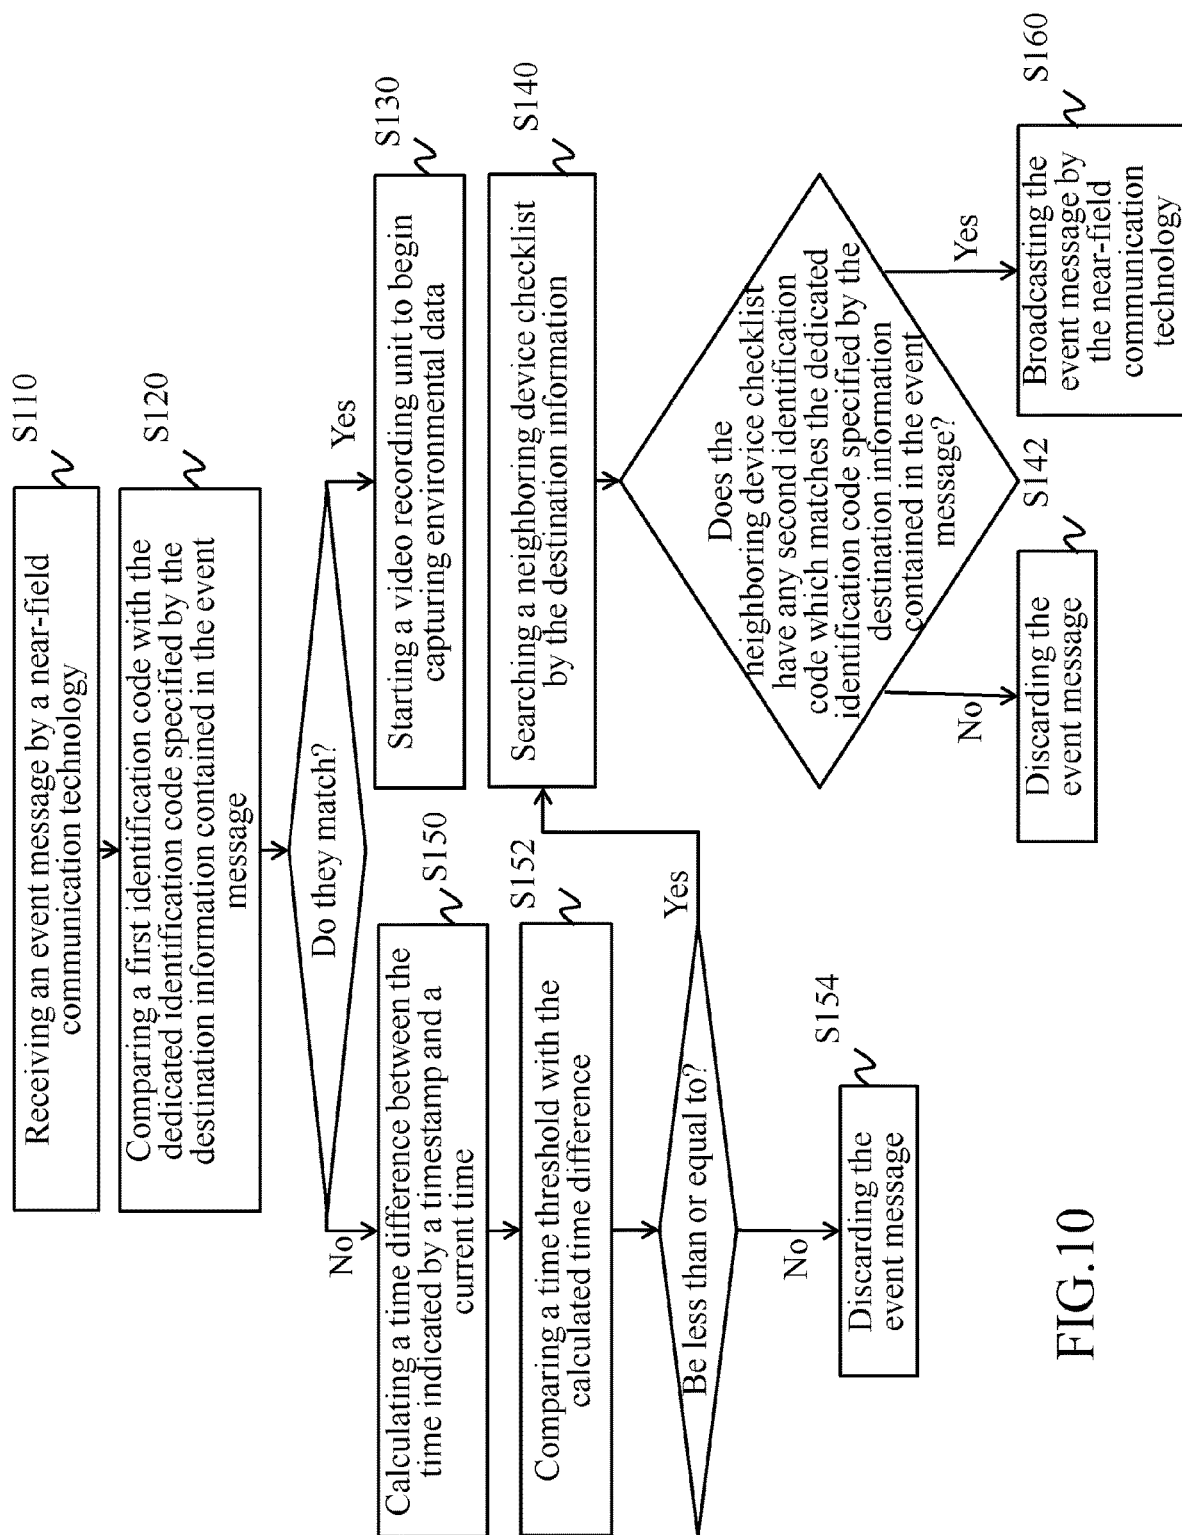 S110
Receiving an event message by a near-field
communication technology
S120
Comparing a first identification code with the
dedicated identification code specified by the
destination information contained in the event
message
Do they match?
Yes
S130
Starting a video recording unit to begin
capturing environmental data
No
S150
Calculating a time difference between the
time indicated by a timestamp and a
current time
S152
Comparing a time threshold with the
calculated time difference
Be less than or equal to?
Yes
No
S154
Discarding the
event message
S140
Searching a neighboring device checklist
by the destination information
Does the
neighboring device checklist
have any second identification
code which matches the dedicated
identification code specified by the
destination information
contained in the event
message?
No
S142
Discarding the
event message
Yes
S160
Broadcasting the
event message by
the near-field
communication
technology
FIG.10